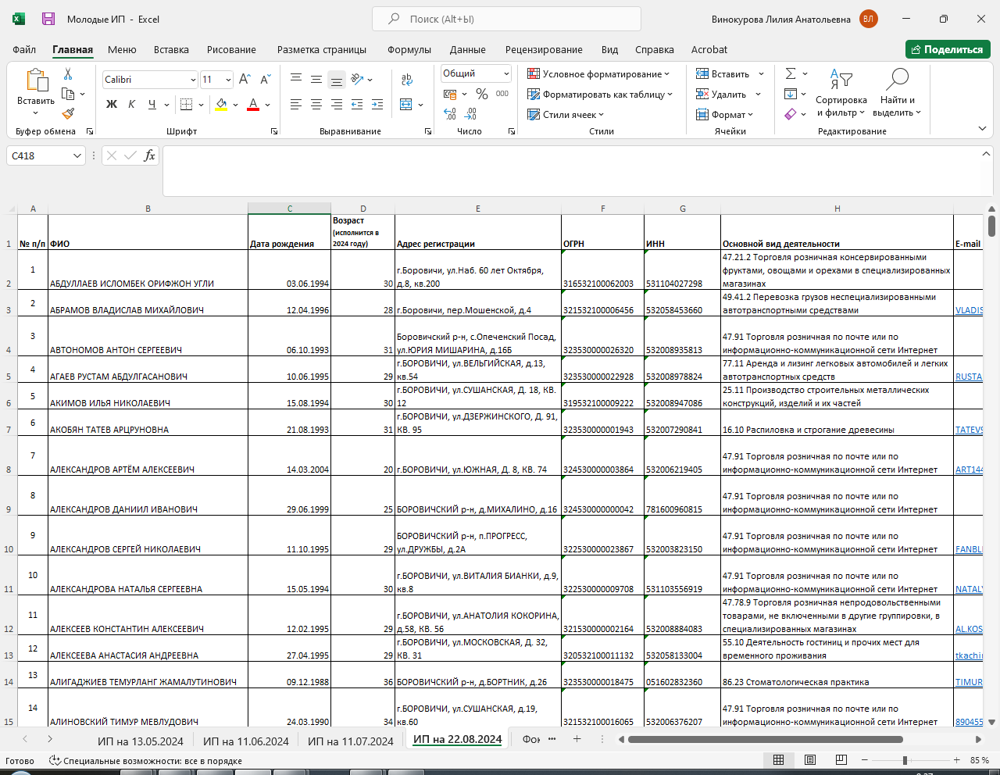 Молодые ИП - Excel
Поиск (Alt+Ы)
Винокурова Лилия Анатольевна
ВЛ
Файл Главная Меню Вставка Рисование Разметка страницы Формулы Данные Рецензирование Вид Справка Acrobat
Поделиться
Вставить
Буфер обмена
Calibri 11
Ж К Ч
Шрифт
Выравнивание
Общий
% 000
Число
Условное форматирование
Форматировать как таблицу
Стили ячеек
Стили
Вставить
Удалить
Формат
Ячейки
Сортировка
и фильтр
Найти и
выделить
Редактирование
C418
fx
A B C D E F G H
1 № п/п ФИО Дата рождения Возраст (исполнится в 2024 году) Адрес регистрации ОГРН ИНН Основной вид деятельности E-mail
2 1 АБДУЛЛАЕВ ИСЛОМБЕК ОРИФЖОН УГЛИ 03.06.1994 30 г.Боровичи, ул.Наб. 60 лет Октября, д.8, кв.200 316532100062003 531104027298 47.21.2 Торговля розничная консервированными фруктами, овощами и орехами в специализированных магазинах
3 2 АБРАМОВ ВЛАДИСЛАВ МИХАЙЛОВИЧ 12.04.1996 28 г.Боровичи, пер.Мошенской, д.4 321532100006456 532058453660 49.41.2 Перевозка грузов неспециализированными автотранспортными средствами VLADIS
4 3 АВТОНОМОВ АНТОН СЕРГЕЕВИЧ 06.10.1993 31 Боровичский р-н, с.Опеченский Посад, ул.ЮРИЯ МИШАРИНА, д.16Б 323530000026320 532008935813 47.91 Торговля розничная по почте или по информационно-коммуникационной сети Интернет
5 4 АГАЕВ РУСТАМ АБДУЛГАСАНОВИЧ 10.06.1995 29 г.БОРОВИЧИ, ул.ВЕЛЬГИЙСКАЯ, д.13, кв.54 323530000022928 532008978824 77.11 Аренда и лизинг легковых автомобилей и легких автотранспортных средств RUSTA
6 5 АКИМОВ ИЛЬЯ НИКОЛАЕВИЧ 15.08.1994 30 г.БОРОВИЧИ, ул.СУШАНСКАЯ, Д. 18, КВ. 12 319532100009222 532008947086 25.11 Производство строительных металлических конструкций, изделий и их частей
7 6 АКОБЯН ТАТЕВ АРЦРУНОВНА 21.08.1993 31 г.БОРОВИЧИ, ул.ДЗЕРЖИНСКОГО, Д. 91, КВ. 95 323530000001943 532007290841 16.10 Распиловка и строгание древесины TATEV9
8 7 АЛЕКСАНДРОВ АРТЁМ АЛЕКСЕЕВИЧ 14.03.2004 20 г.БОРОВИЧИ, ул.ЮЖНАЯ, Д. 8, КВ. 74 324530000003864 532006219405 47.91 Торговля розничная по почте или по информационно-коммуникационной сети Интернет ART144
9 8 АЛЕКСАНДРОВ ДАНИИЛ ИВАНОВИЧ 29.06.1999 25 БОРОВИЧСКИЙ р-н, д.МИХАЛИНО, д.16 324530000000042 781600960815 47.91 Торговля розничная по почте или по информационно-коммуникационной сети Интернет
10 9 АЛЕКСАНДРОВ СЕРГЕЙ НИКОЛАЕВИЧ 11.10.1995 29 БОРОВИЧСКИЙ р-н, п.ПРОГРЕСС, ул.ДРУЖБЫ, д.2А 322530000023867 532003823150 47.91 Торговля розничная по почте или по информационно-коммуникационной сети Интернет FANBLI
11 10 АЛЕКСАНДРОВА НАТАЛЬЯ СЕРГЕЕВНА 15.05.1994 30 г.БОРОВИЧИ, ул.ВИТАЛИЯ БИАНКИ, д.9, кв.8 322530000009708 531103556919 47.91 Торговля розничная по почте или по информационно-коммуникационной сети Интернет NATALY
12 11 АЛЕКСЕЕВ КОНСТАНТИН АЛЕКСЕЕВИЧ 12.02.1995 29 г.БОРОВИЧИ, ул.АНАТОЛИЯ КОКОРИНА, д.58, КВ. 56 321530000002164 532008884083 47.78.9 Торговля розничная непродовольственными товарами, не включенными в другие группировки, в специализированных магазинах AL.KOS
13 12 АЛЕКСЕЕВА АНАСТАСИЯ АНДРЕЕВНА 27.04.1995 29 г.БОРОВИЧИ, ул.МОСКОВСКАЯ, Д. 32, КВ. 31 320532100011132 532058133004 55.10 Деятельность гостиниц и прочих мест для временного проживания tkachi
14 13 АЛИГАДЖИЕВ ТЕМУРЛАНГ ЖАМАЛУТИНОВИЧ 09.12.1988 36 БОРОВИЧСКИЙ р-н, д.БОРТНИК, д.26 323530000018475 051602832360 86.23 Стоматологическая практика TIMUR
15 14 АЛИНОВСКИЙ ТИМУР МЕВЛУДОВИЧ 24.03.1990 34 г.БОРОВИЧИ, ул.СУШАНСКАЯ, д.19, кв.60 321532100016065 532006376207 47.91 Торговля розничная по почте или по информационно-коммуникационной сети Интернет 890455
ИП на 13.05.2024 ИП на 11.06.2024 ИП на 11.07.2024 ИП на 22.08.2024 Фок ...
Готово Специальные возможности: все в порядке
85 %